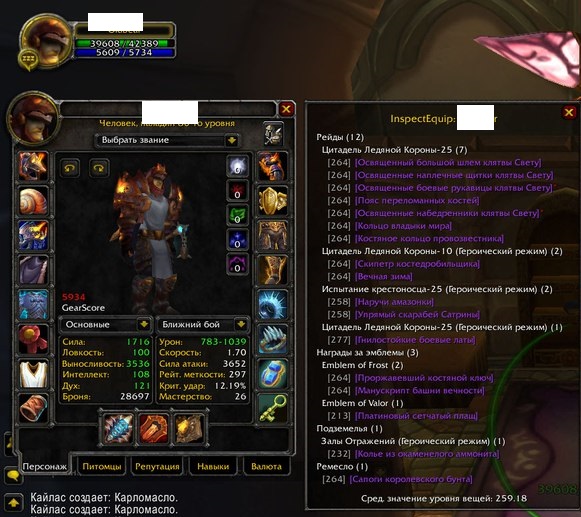 39608 / 42389
5609 / 5734
zzz
Человек, паладин 80-го уровня
Выбрать звание
6
0
0
0
0
5934
GearScore
Основные
Ближний бой
Сила: 1716
Ловкость: 100
Выносливость: 3536
Интеллект: 108
Дух: 121
Броня: 28697
Урон: 783-1039
Скорость: 1.70
Сила атаки: 3652
Рейт. меткости: 297
Крит. удар: 12.19%
Мастерство: 26
Персонаж
Питомцы
Репутация
Навыки
Валюта
Кайлас создает: Карломасло.
Кайлас создает: Карломасло.
InspectEquip:
Рейды (12)
Цитадель Ледяной Короны-25 (7)
[264] [Освященный большой шлем клятвы Свету]
[264] [Освященные наплечные щитки клятвы Свету]
[264] [Освященные боевые рукавицы клятвы Свету]
[264] [Пояс переломанных костей]
[264] [Освященные набедренники клятвы Свету]
[264] [Кольцо владыки мира]
[264] [Костяное кольцо провозвестника]
Цитадель Ледяной Короны-10 (Героический режим) (2)
[264] [Скипетр костедробильщика]
[264] [Вечная зима]
Испытание крестоносца-25 (Героический режим) (2)
[258] [Наручи амазонки]
[258] [Упрямый скарабей Сатрины]
Цитадель Ледяной Короны-25 (Героический режим) (1)
[277] [Гнилостойкие боевые латы]
Награды за эмблемы (3)
Emblem of Frost (2)
[264] [Проржавевший костяной ключ]
[264] [Манускрипт башни вечности]
Emblem of Valor (1)
[213] [Платиновый сетчатый плащ]
Подземелья (1)
Залы Отражений (Героический режим) (1)
[232] [Колье из окаменелого аммонита]
Ремесло (1)
[264] [Сапоги королевского бунта]
Сред. значение уровня вещей: 259.18
39608